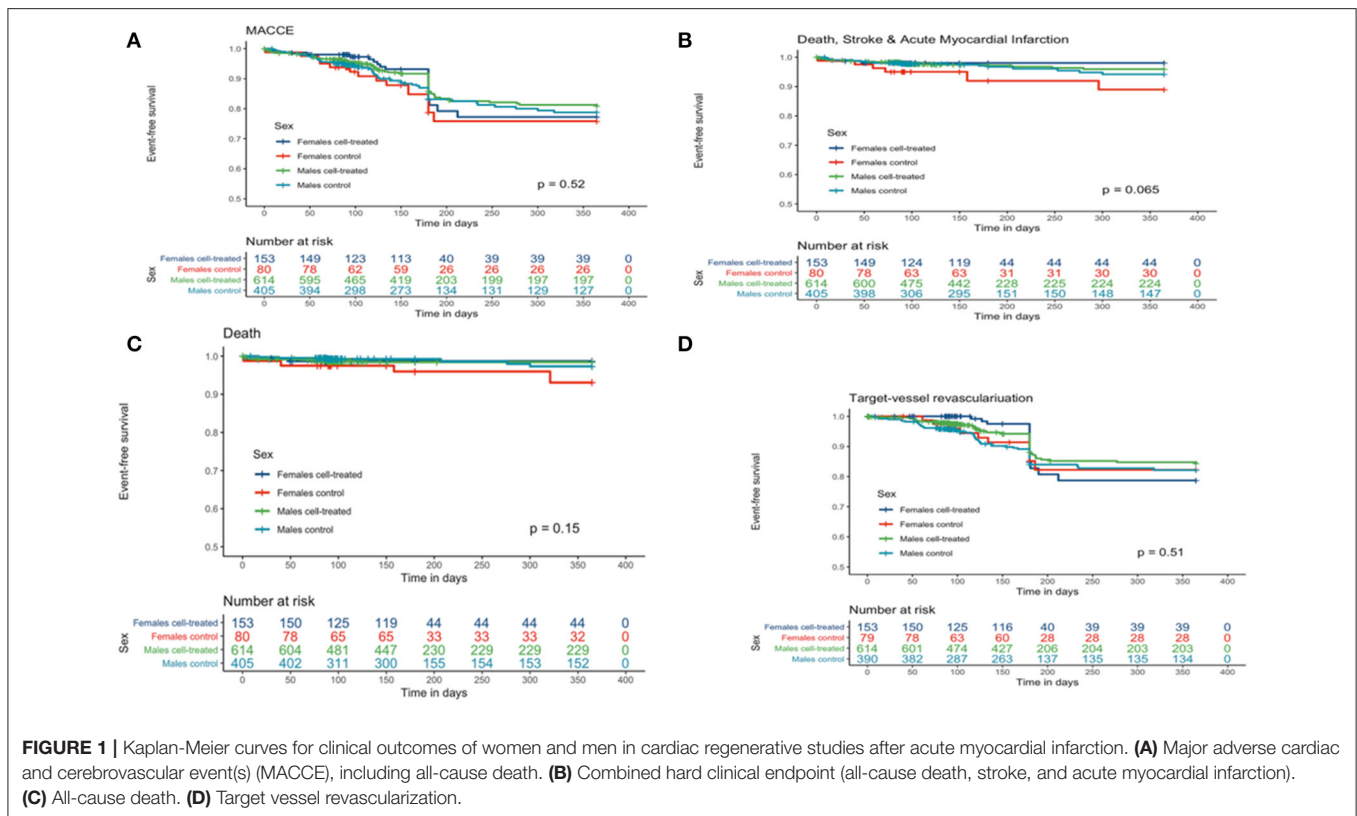 A
MACCE
Event-free survival
1.0
0.9
0.8
0.7
0.6
0.5
Sex
Females cell-treated
Females control
Males cell-treated
Males control
p = 0.52
0 50 100 150 200 250 300 350 400
Time in days
Number at risk
Sex
Females cell-treated 153 149 123 113 40 39 39 39 0
Females control 80 78 62 59 26 26 26 26 0
Males cell-treated 614 595 465 419 203 199 197 197 0
Males control 405 394 298 273 134 131 129 127 0
0 50 100 150 200 250 300 350 400
Time in days
B
Death, Stroke & Acute Myocardial Infarction
Event-free survival
1.0
0.9
0.8
0.7
0.6
0.5
Sex
Females cell-treated
Females control
Males cell-treated
Males control
p = 0.065
0 50 100 150 200 250 300 350 400
Time in days
Number at risk
Sex
Females cell-treated 153 149 124 119 44 44 44 44 0
Females control 80 78 63 63 31 31 30 30 0
Males cell-treated 614 600 475 442 228 225 224 224 0
Males control 405 398 306 295 151 150 148 147 0
0 50 100 150 200 250 300 350 400
Time in days
C
Death
Event-free survival
1.0
0.9
0.8
0.7
0.6
0.5
Sex
Females cell-treated
Females control
Males cell-treated
Males control
p = 0.15
0 50 100 150 200 250 300 350 400
Time in days
Number at risk
Sex
Females cell-treated 153 150 125 119 44 44 44 44 0
Females control 80 78 65 65 33 33 33 32 0
Males cell-treated 614 604 481 447 230 229 229 229 0
Males control 405 402 311 300 155 154 153 152 0
0 50 100 150 200 250 300 350 400
Time in days
D
Target-vessel revasculariuation
Event-free survival
1.0
0.9
0.8
0.7
0.6
0.5
Sex
Females cell-treated
Females control
Males cell-treated
Males control
p = 0.51
0 50 100 150 200 250 300 350 400
Time in days
Number at risk
Sex
Females cell-treated 153 150 125 116 40 39 39 39 0
Females control 79 78 63 60 28 28 28 28 0
Males cell-treated 614 601 474 427 206 204 203 203 0
Males control 390 382 287 263 137 135 135 134 0
0 50 100 150 200 250 300 350 400
Time in days
FIGURE 1 | Kaplan-Meier curves for clinical outcomes of women and men in cardiac regenerative studies after acute myocardial infarction. (A) Major adverse cardiac
and cerebrovascular event(s) (MACCE), including all-cause death. (B) Combined hard clinical endpoint (all-cause death, stroke, and acute myocardial infarction).
(C) All-cause death. (D) Target vessel revascularization.